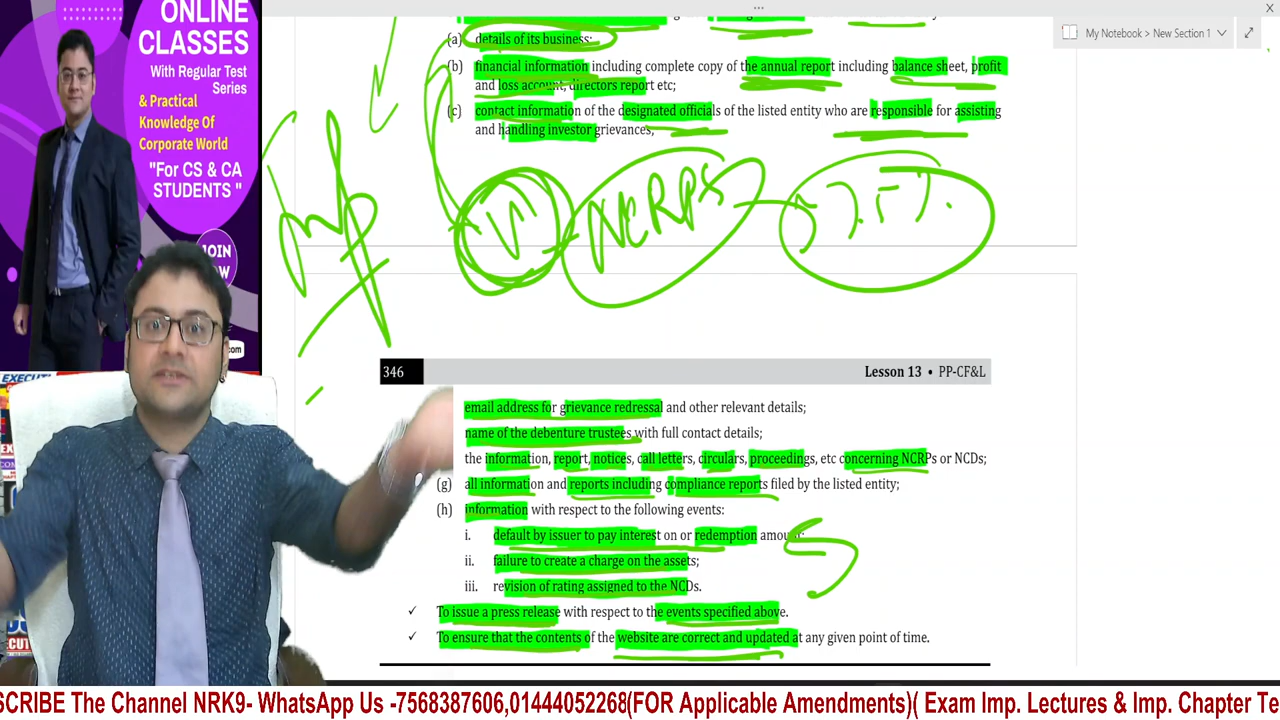 ONLINE
CLASSES
With Regular Test
Series
& Practical
Knowledge Of
Corporate World
"For CS & CA
STUDENTS "
JOIN
NOW
My Notebook > New Section 1
(a) details of its business;
(b) financial information including complete copy of the annual report including balance sheet, profit
and loss account, directors report etc;
(c) contact information of the designated officials of the listed entity who are responsible for assisting
and handling investor grievances;
Imp
NCRPS
346
Lesson 13 • PP-CF&L
email address for grievance redressal and other relevant details;
name of the debenture trustees with full contact details;
the information, report, notices, call letters, circulars, proceedings, etc concerning NCRPs or NCDs;
(g) all information and reports including compliance reports filed by the listed entity;
(h) information with respect to the following events:
i. default by issuer to pay interest on or redemption amount;
ii. failure to create a charge on the assets;
iii. revision of rating assigned to the NCDs.
✓ To issue a press release with respect to the events specified above.
✓ To ensure that the contents of the website are correct and updated at any given point of time.
SCRIBE The Channel NRK9- WhatsApp Us -7568387606,01444052268(FOR Applicable Amendments)( Exam Imp. Lectures & Imp. Chapter Te